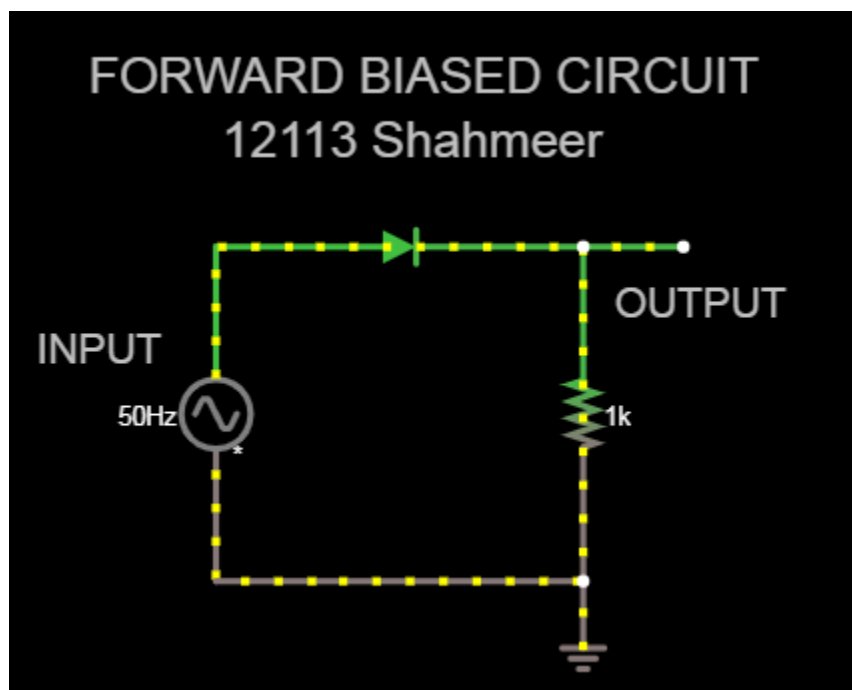 FORWARD BIASED CIRCUIT
12113 Shahmeer
OUTPUT
INPUT
50Hz
*
1k